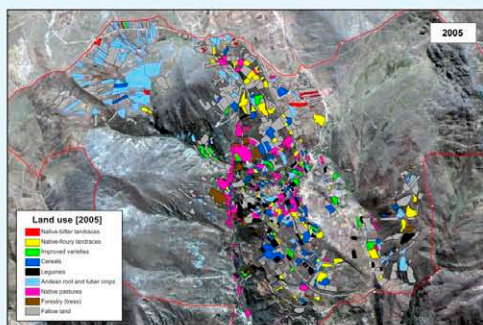 2005
Land use [2005]
Native-bitter landraces
Native-floury landraces
Improved varieties
Cereals
Legumes
Andean root and tuber crops
Native pastures
Forestry (trees)
Fallow land